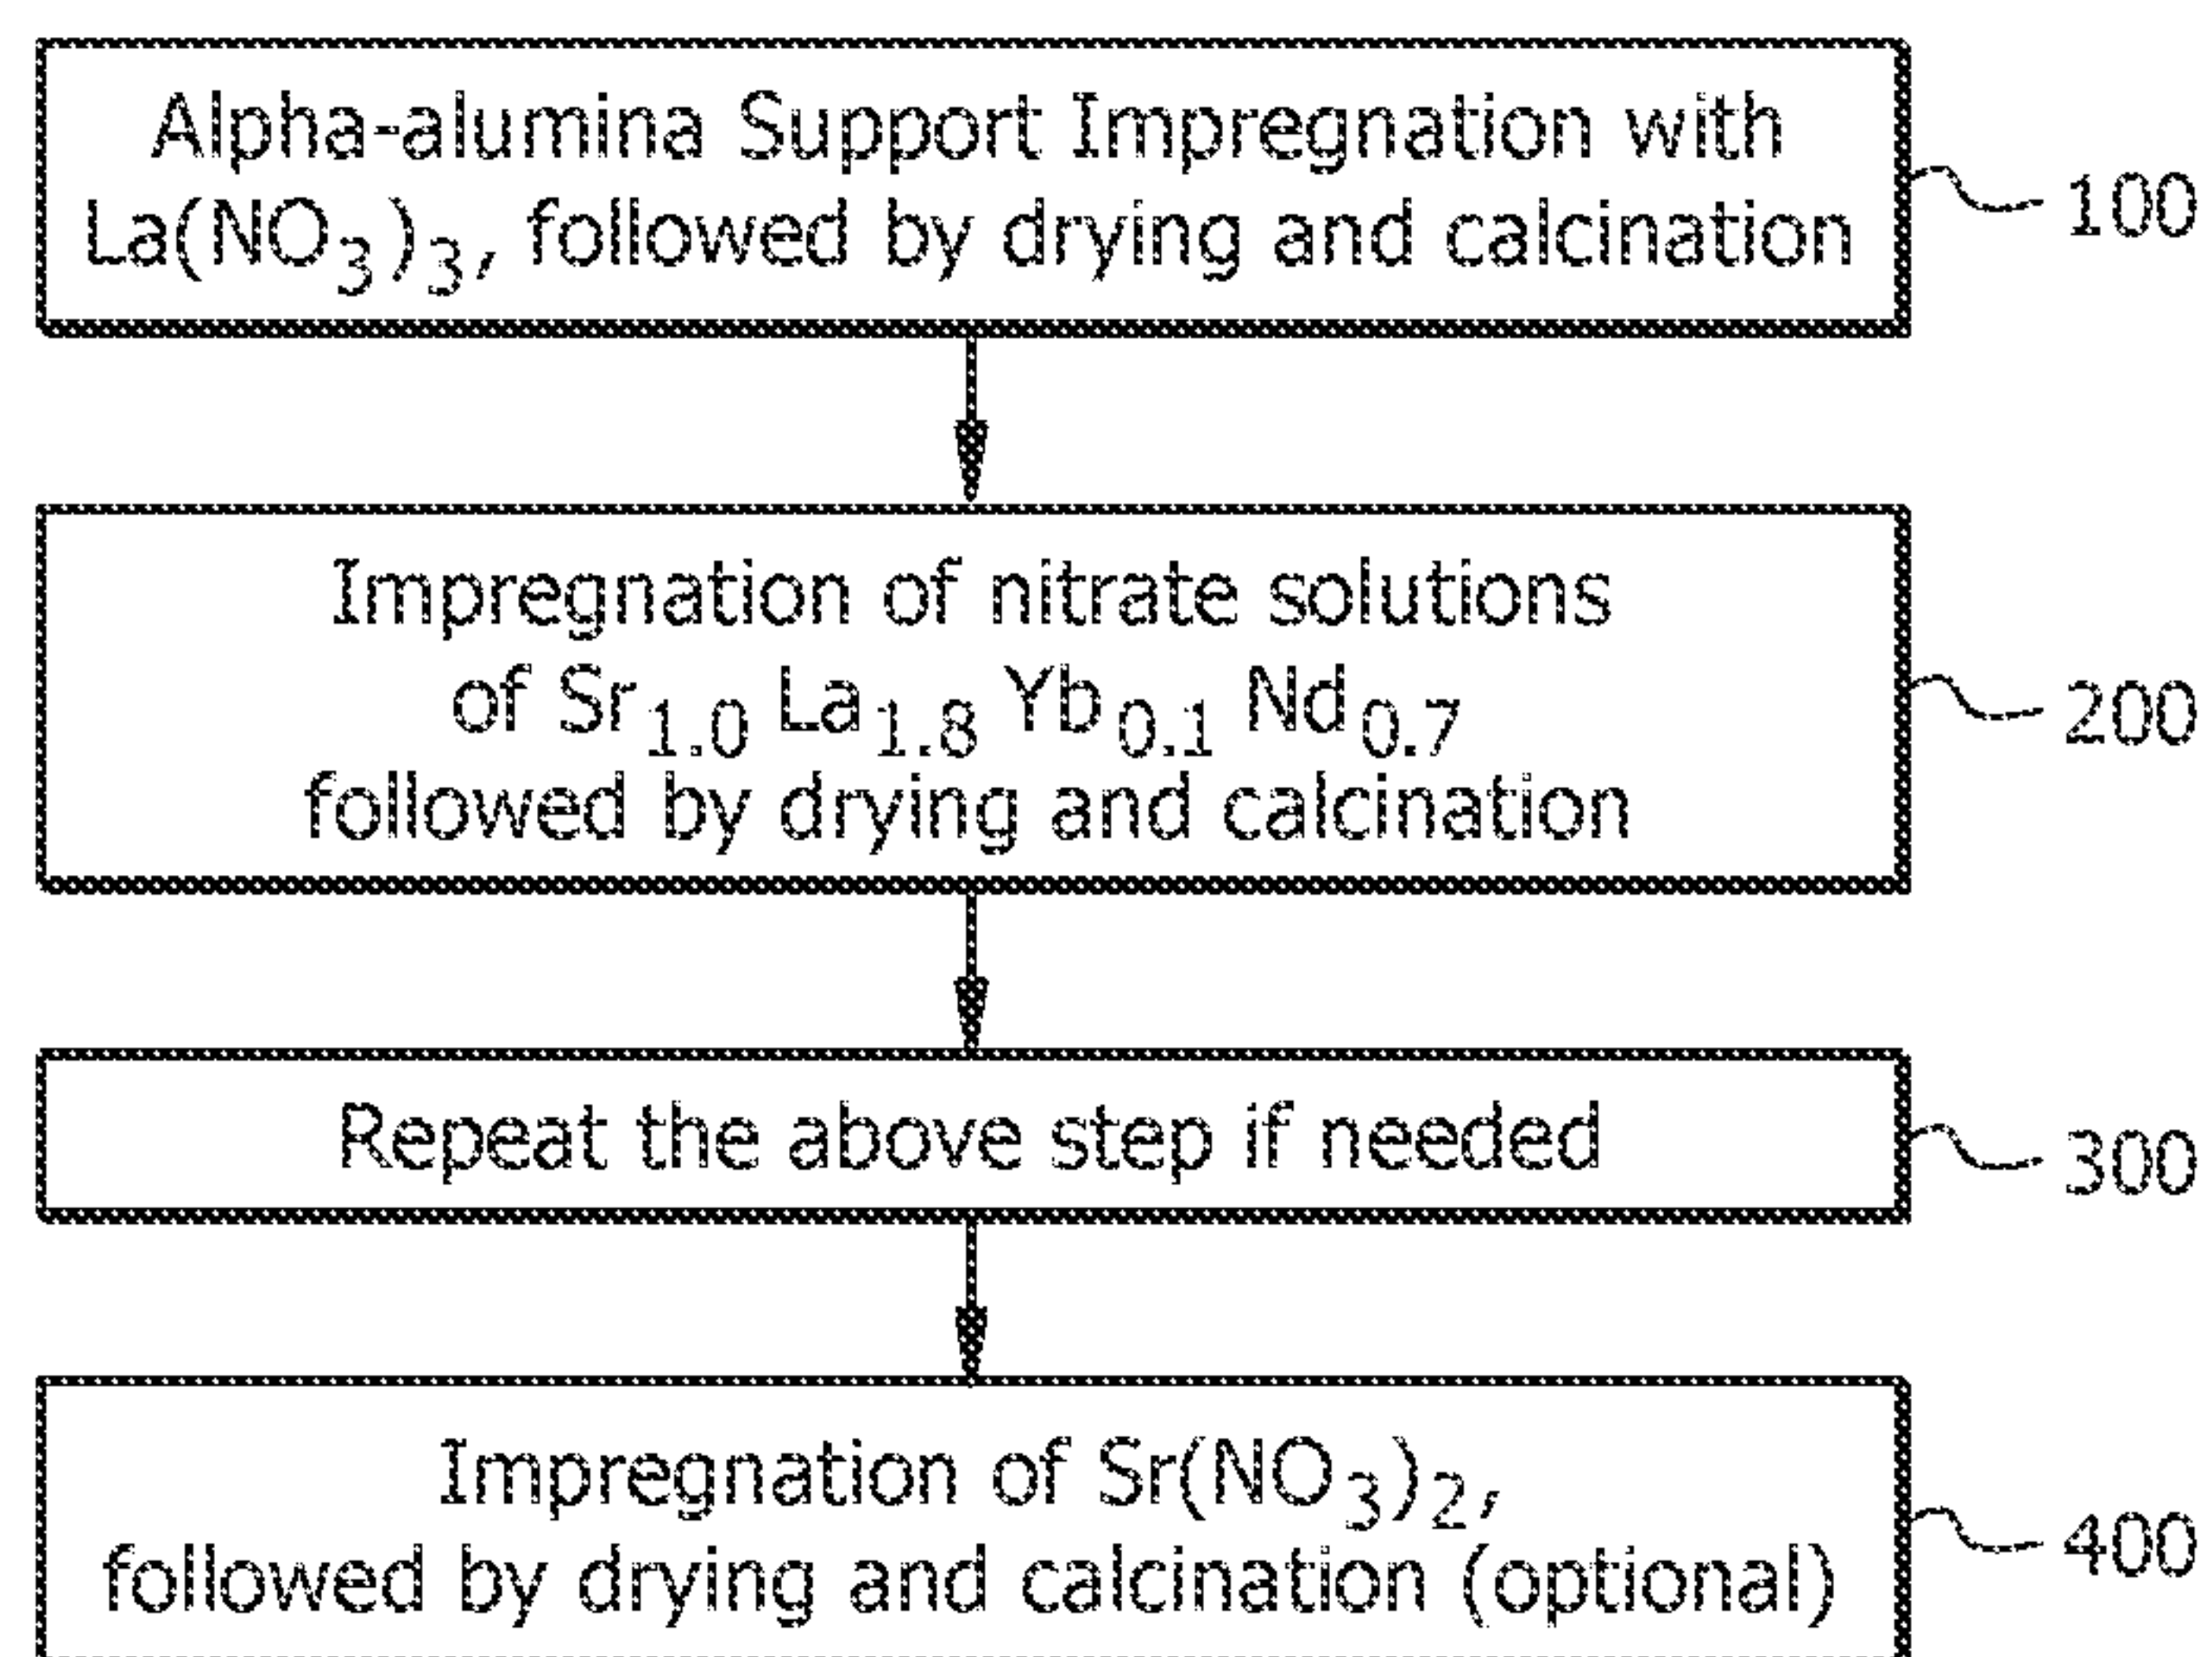 Alpha-alumina Support Impregnation with
La(NO₃)₃, followed by drying and calcination
100
Impregnation of nitrate solutions
of Sr₁.₀ La₁.₈ Yb₀.₁ Nd₀.₇
followed by drying and calcination
200
Repeat the above step if needed
300
Impregnation of Sr(NO₃)₂,
followed by drying and calcination (optional)
400